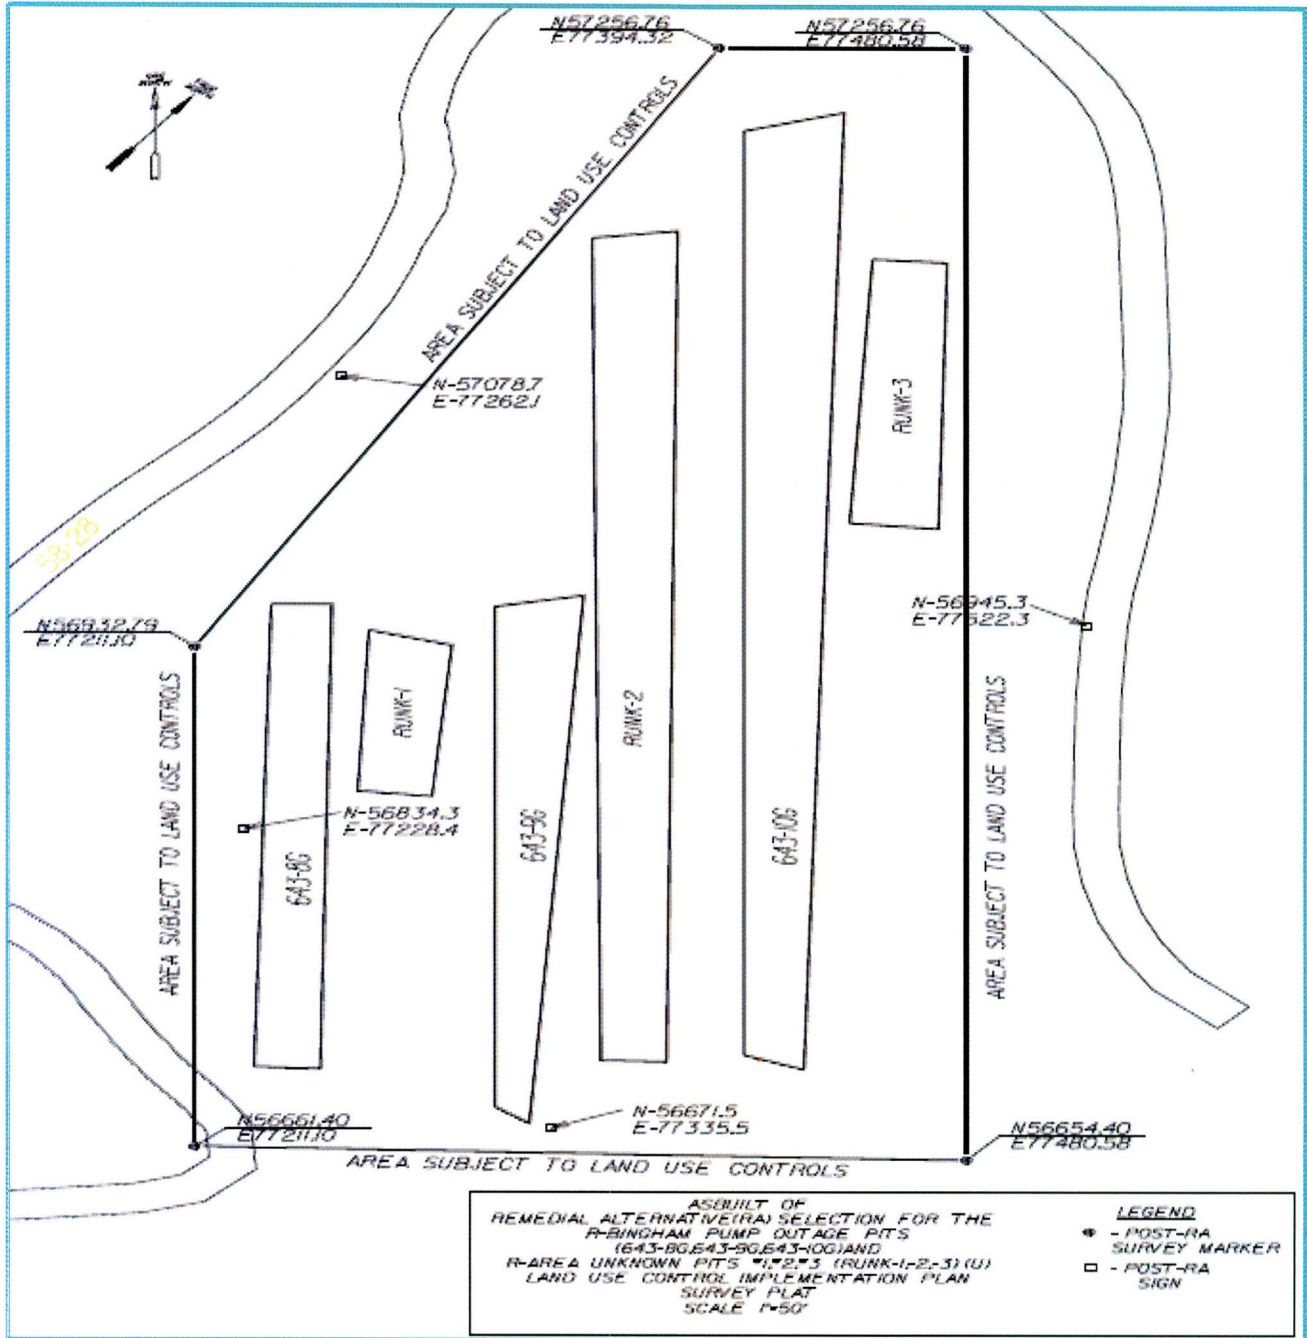 N57256.76
E77394.32
N57256.76
E77480.58
AREA SUBJECT TO LAND USE CONTROLS
N-57078.7
E-77262.1
RUNK-3
58-28
N56932.79
E77211.10
N-56945.3
E-77522.3
RUNK-1
RUNK-2
AREA SUBJECT TO LAND USE CONTROLS
N-56834.3
E-77228.4
643-8G
643-9G
643-10G
AREA SUBJECT TO LAND USE CONTROLS
N56661.40
E77211.10
N-56671.5
E-77335.5
N56654.40
E77480.58
AREA SUBJECT TO LAND USE CONTROLS
ASBUILT OF
REMEDIAL ALTERNATIVE(RA) SELECTION FOR THE
R-BINGHAM PUMP OUTAGE PITS
(643-8G,643-9G,643-10G)AND
R-AREA UNKNOWN PITS #1,#2,#3 (RUNK-1,-2,-3) (U)
LAND USE CONTROL IMPLEMENTATION PLAN
SURVEY PLAT
SCALE 1"=50'
LEGEND
- POST-RA
SURVEY MARKER
- POST-RA
SIGN